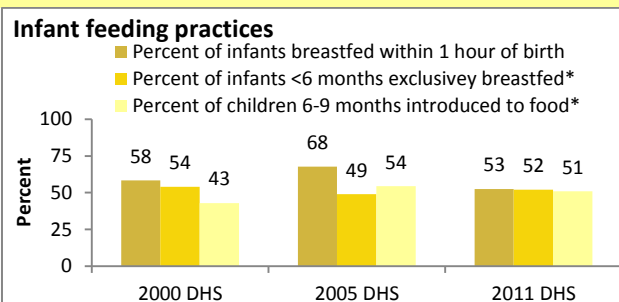 Infant feeding practices
Percent of infants breastfed within 1 hour of birth
Percent of infants <6 months exclusivey breastfed*
Percent of children 6-9 months introduced to food*
Percent
100
75
50
25
0
58 54 43
68 49 54
53 52 51
2000 DHS 2005 DHS 2011 DHS